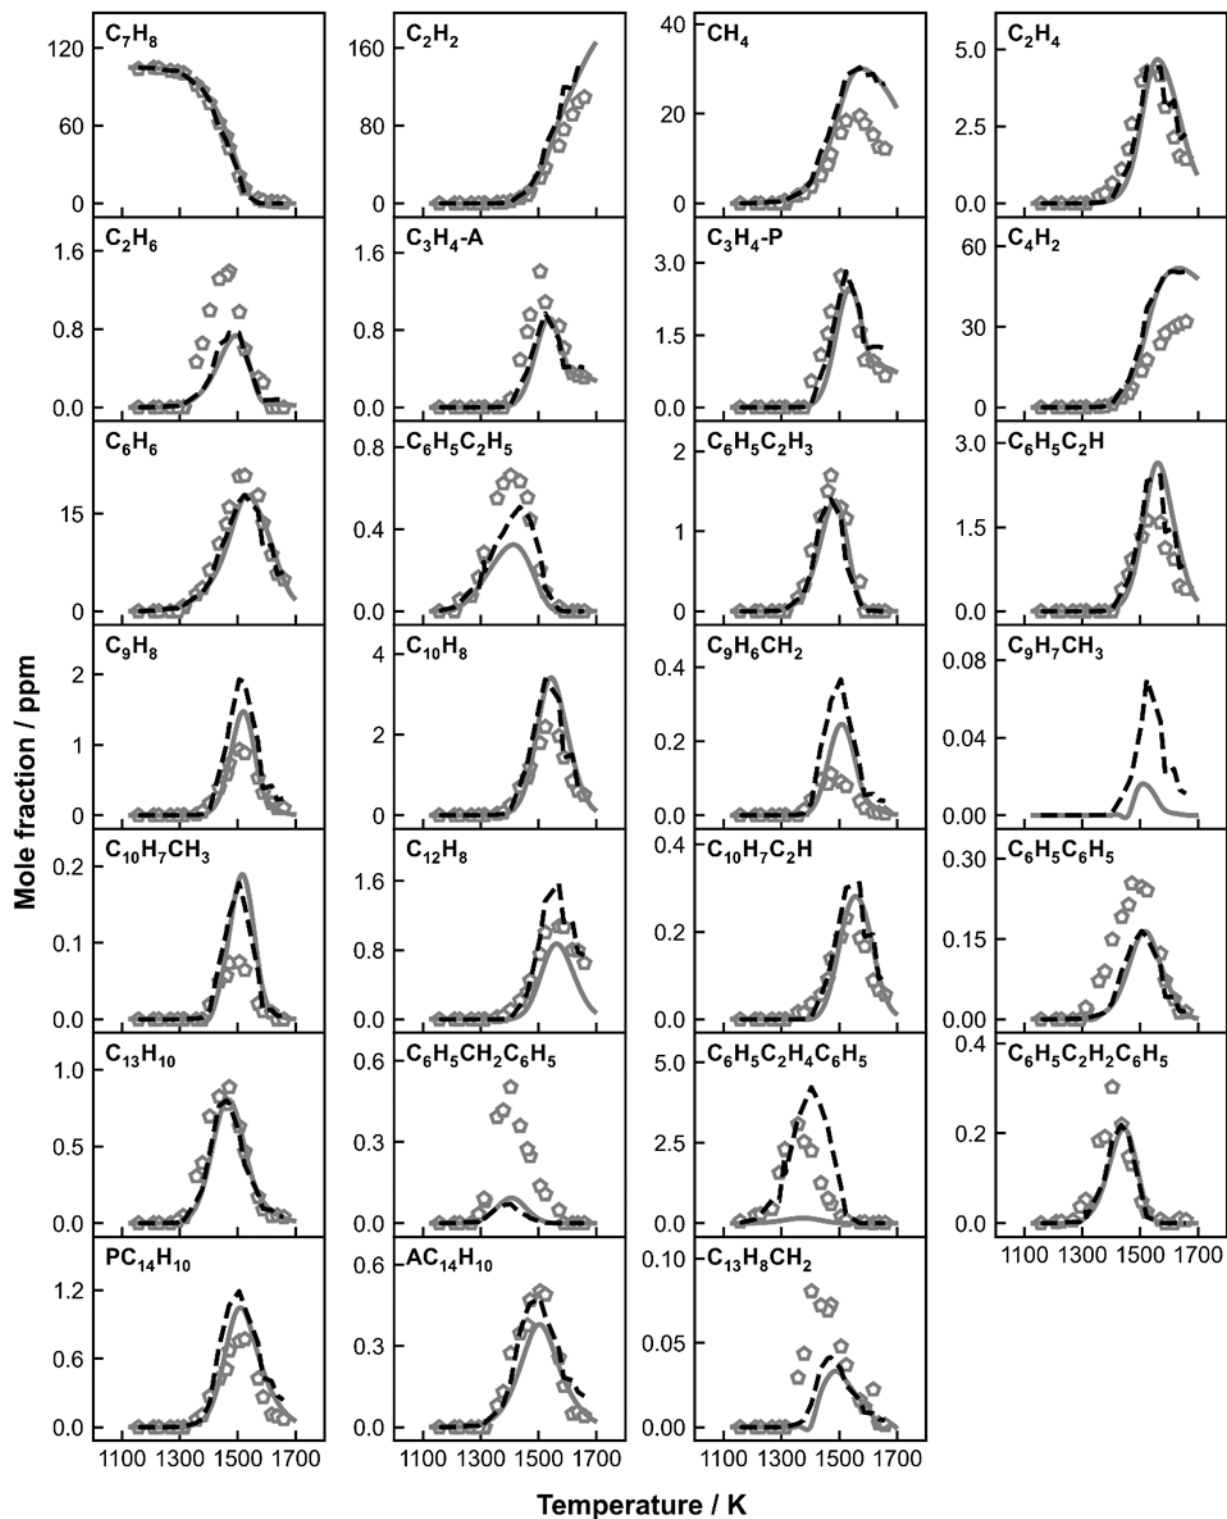 C₇H₈
C₂H₂
CH₄
C₂H₄
120
60
0
160
80
0
40
20
0
5.0
2.5
0.0
C₂H₆
C₃H₄-A
C₃H₄-P
C₄H₂
1.6
0.8
0.0
1.6
0.8
0.0
3.0
1.5
0.0
60
30
0
C₆H₆
C₆H₅C₂H₅
C₆H₅C₂H₃
C₆H₅C₂H
15
0
0.8
0.4
0.0
2
1
0
3.0
1.5
0.0
C₉H₈
C₁₀H₈
C₉H₆CH₂
C₉H₇CH₃
2
1
0
4
2
0
0.4
0.2
0.0
0.08
0.04
0.00
Mole fraction / ppm
C₁₀H₇CH₃
C₁₂H₈
C₁₀H₇C₂H
C₆H₅C₆H₅
0.2
0.1
0.0
1.6
0.8
0.0
0.4
0.2
0.0
0.30
0.15
0.00
C₁₃H₁₀
C₆H₅CH₂C₆H₅
C₆H₅C₂H₄C₆H₅
C₆H₅C₂H₂C₆H₅
1.0
0.5
0.0
0.6
0.3
0.0
5.0
2.5
0.0
0.4
0.2
0.0
1100 1300 1500 1700
PC₁₄H₁₀
AC₁₄H₁₀
C₁₃H₈CH₂
1.2
0.6
0.0
0.6
0.3
0.0
0.10
0.05
0.00
1100 1300 1500 1700
1100 1300 1500 1700
1100 1300 1500 1700
Temperature / K